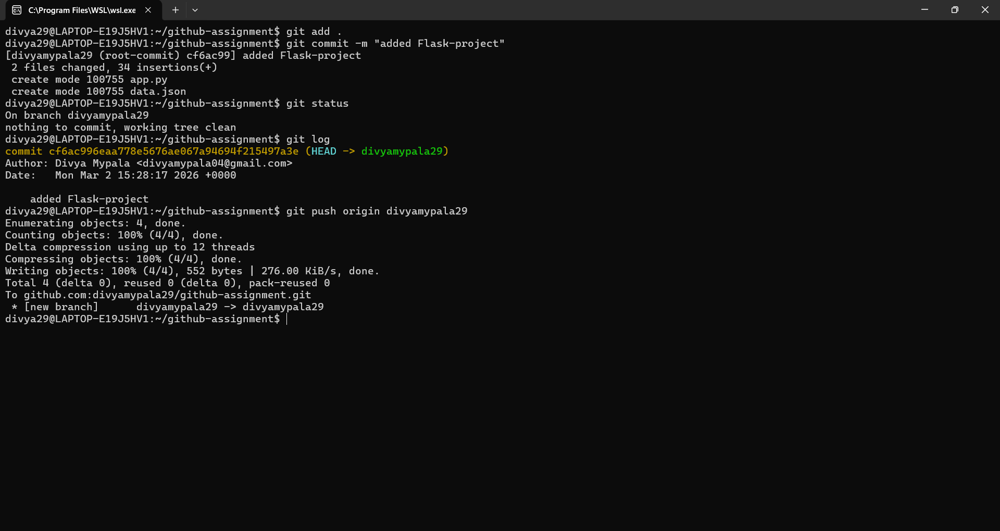 C:\Program Files\WSL\wsl.exe
divya29@LAPTOP-E19J5HV1:~/github-assignment$ git add .
divya29@LAPTOP-E19J5HV1:~/github-assignment$ git commit -m "added Flask-project"
[divyamypala29 (root-commit) cf6ac99] added Flask-project
 2 files changed, 34 insertions(+)
 create mode 100755 app.py
 create mode 100755 data.json
divya29@LAPTOP-E19J5HV1:~/github-assignment$ git status
On branch divyamypala29
nothing to commit, working tree clean
divya29@LAPTOP-E19J5HV1:~/github-assignment$ git log
commit cf6ac996eaa778e5676ae067a94694f215497a3e (HEAD -> divyamypala29)
Author: Divya Mypala <divyamypala04@gmail.com>
Date:   Mon Mar 2 15:28:17 2026 +0000

    added Flask-project
divya29@LAPTOP-E19J5HV1:~/github-assignment$ git push origin divyamypala29
Enumerating objects: 4, done.
Counting objects: 100% (4/4), done.
Delta compression using up to 12 threads
Compressing objects: 100% (4/4), done.
Writing objects: 100% (4/4), 552 bytes | 276.00 KiB/s, done.
Total 4 (delta 0), reused 0 (delta 0), pack-reused 0
To github.com:divyamypala29/github-assignment.git
 * [new branch]      divyamypala29 -> divyamypala29
divya29@LAPTOP-E19J5HV1:~/github-assignment$